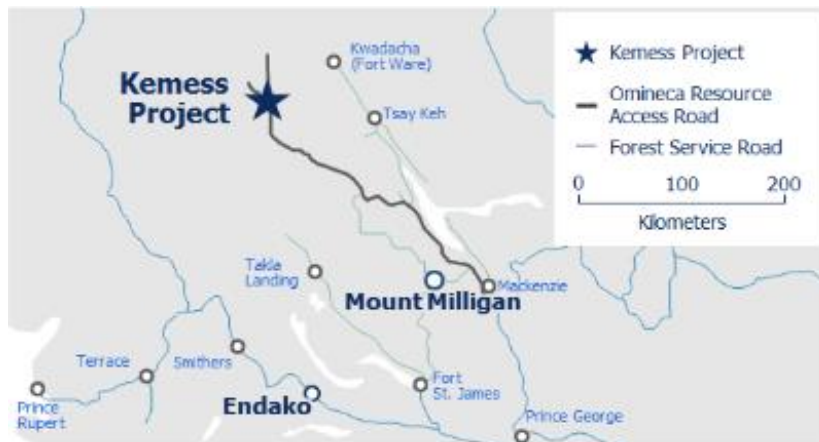 Kwadacha
(Fort Ware)
Kemess
Project
Tsay Keh
Kemess Project
Omineca Resource
Access Road
Forest Service Road
0 100 200
Kilometers
Takla
Landing
Mount Milligan
Mackenzie
Terrace
Smithers
Prince
Rupert
Endako
Fort
St. James
Prince George